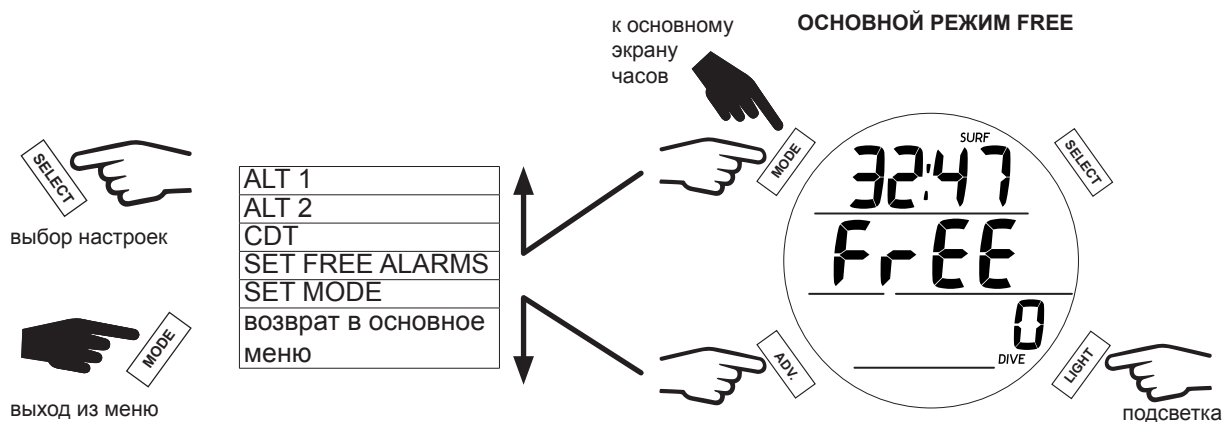 к основному
экрану
часов
ОСНОВНОЙ РЕЖИМ FREE
SELECT
выбор настроек
MODE
выход из меню
ALT 1
ALT 2
CDT
SET FREE ALARMS
SET MODE
возврат в основное
меню
MODE
SURF
32:47
SELECT
FrEE
0
DIVE
ADV.
LIGHT
подсветка